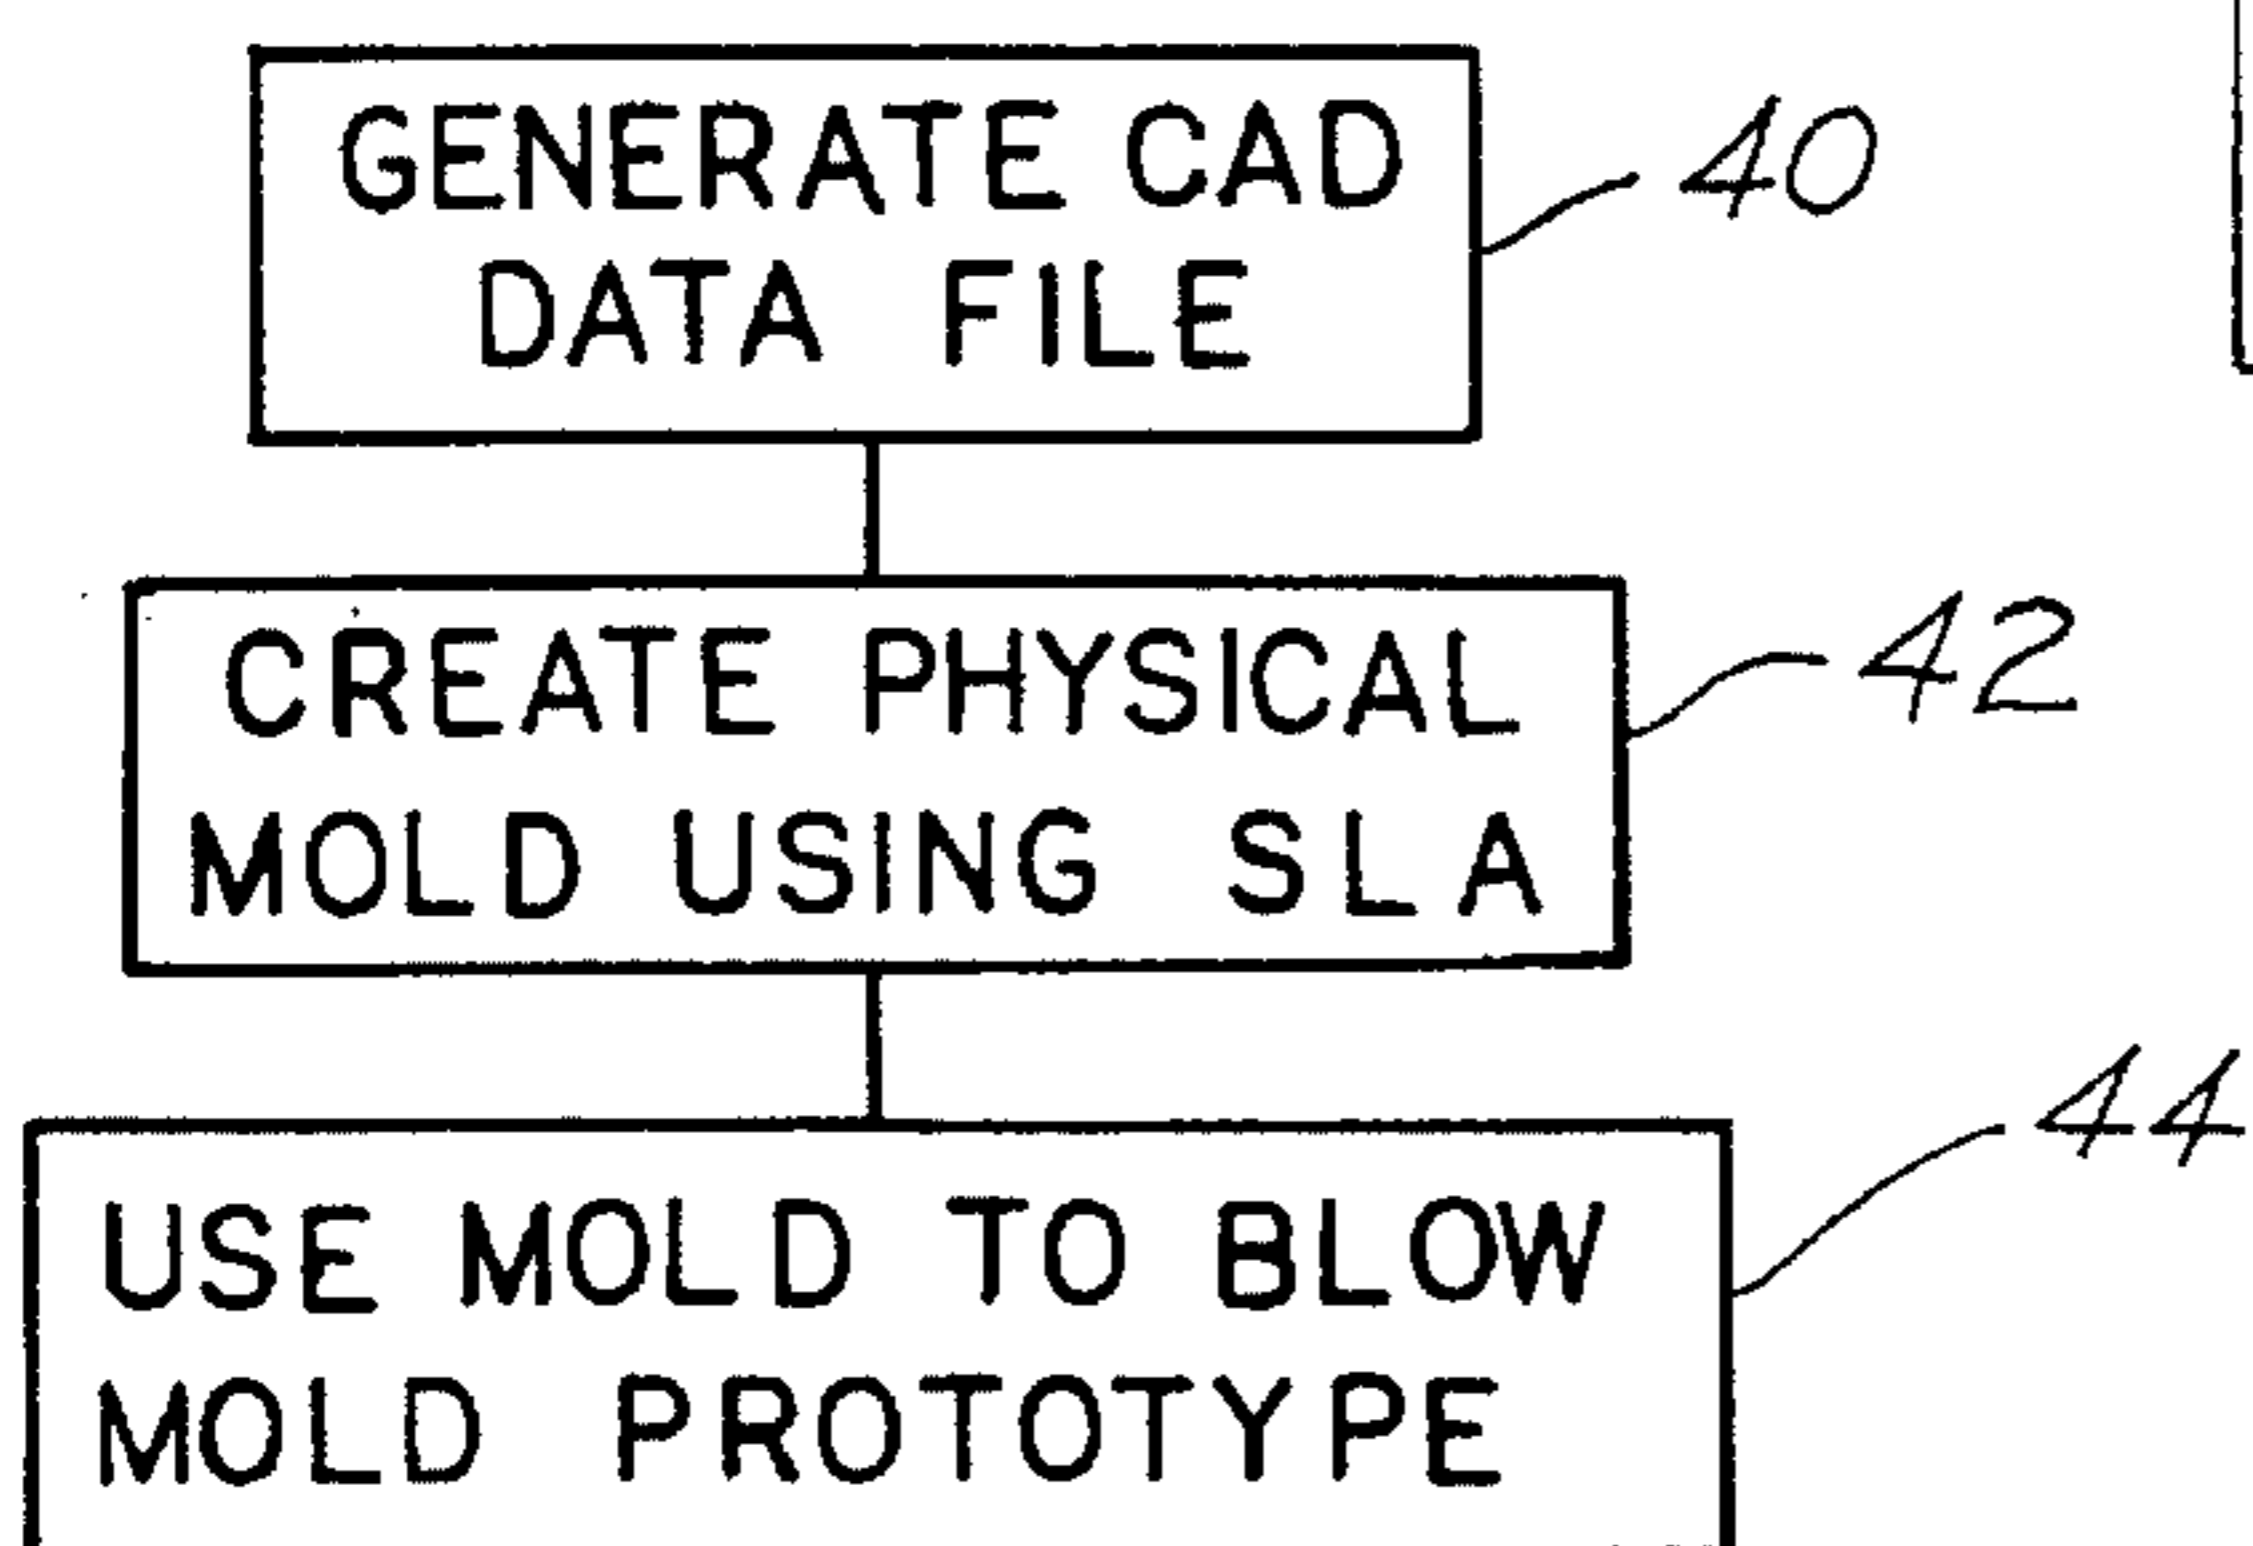 GENERATE CAD
DATA FILE
40
CREATE PHYSICAL
MOLD USING SLA
42
USE MOLD TO BLOW
MOLD PROTOTYPE
44